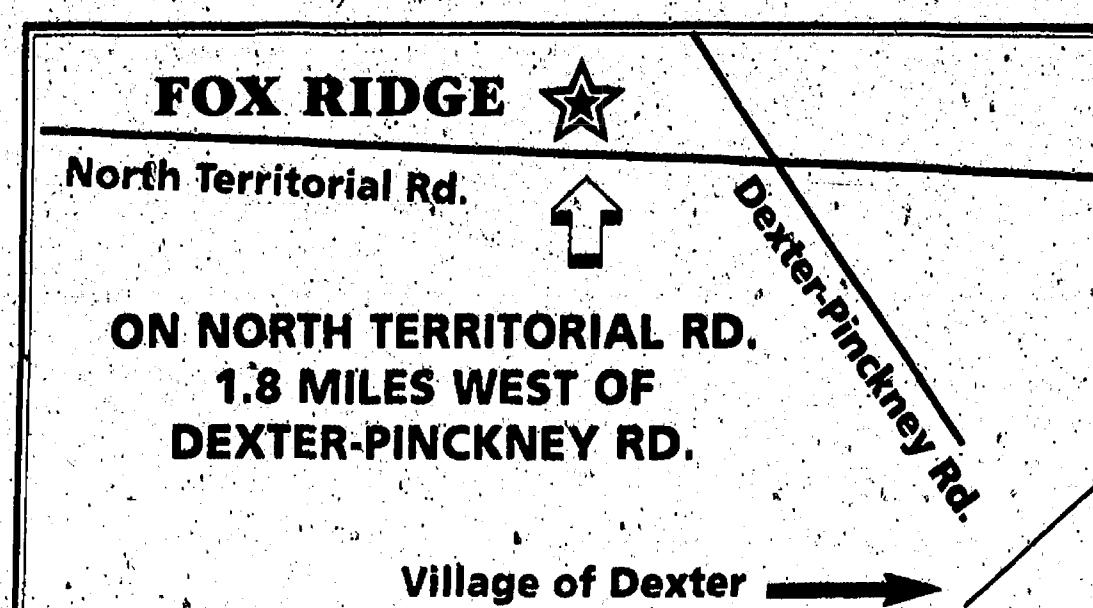 FOX RIDGE
North Territorial Rd.
Dexter-Pinckney Rd.
ON NORTH TERRITORIAL RD.
1.8 MILES WEST OF
DEXTER-PINCKNEY RD.
Village of Dexter